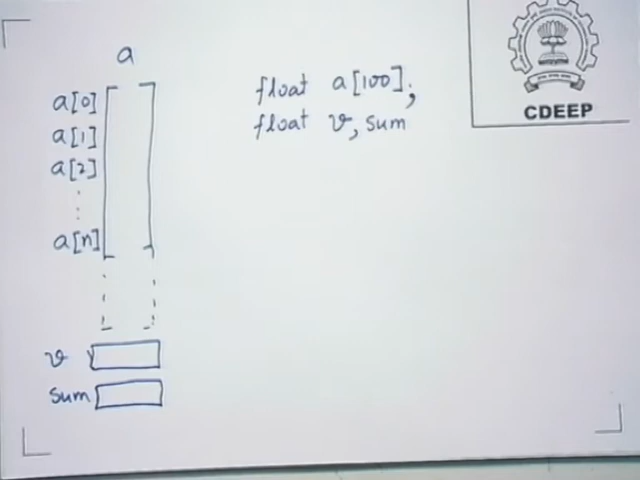 a
float a[100];
float v, sum
a[0]
a[1]
a[2]
a[n]
v
sum
CDEEP